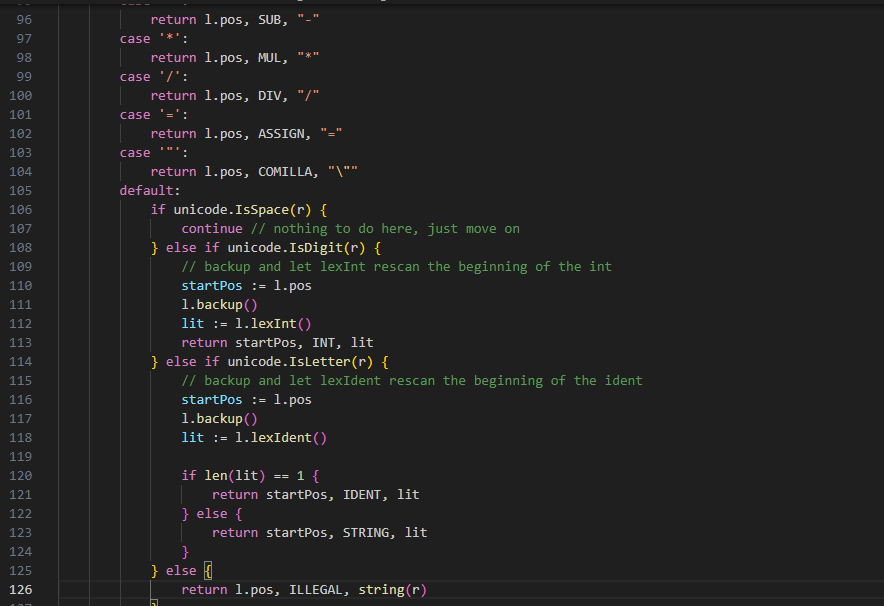 96 return l.pos, SUB, "-"
97 case '*':
98 return l.pos, MUL, "*"
99 case '/':
100 return l.pos, DIV, "/"
101 case '=':
102 return l.pos, ASSIGN, "="
103 case '"':
104 return l.pos, COMILLA, "\""
105 default:
106 if unicode.IsSpace(r) {
107 continue // nothing to do here, just move on
108 } else if unicode.IsDigit(r) {
109 // backup and let lexInt rescan the beginning of the int
110 startPos := l.pos
111 l.backup()
112 lit := l.lexInt()
113 return startPos, INT, lit
114 } else if unicode.IsLetter(r) {
115 // backup and let lexIdent rescan the beginning of the ident
116 startPos := l.pos
117 l.backup()
118 lit := l.lexIdent()
119
120 if len(lit) == 1 {
121 return startPos, IDENT, lit
122 } else {
123 return startPos, STRING, lit
124 }
125 } else {
126 return l.pos, ILLEGAL, string(r)